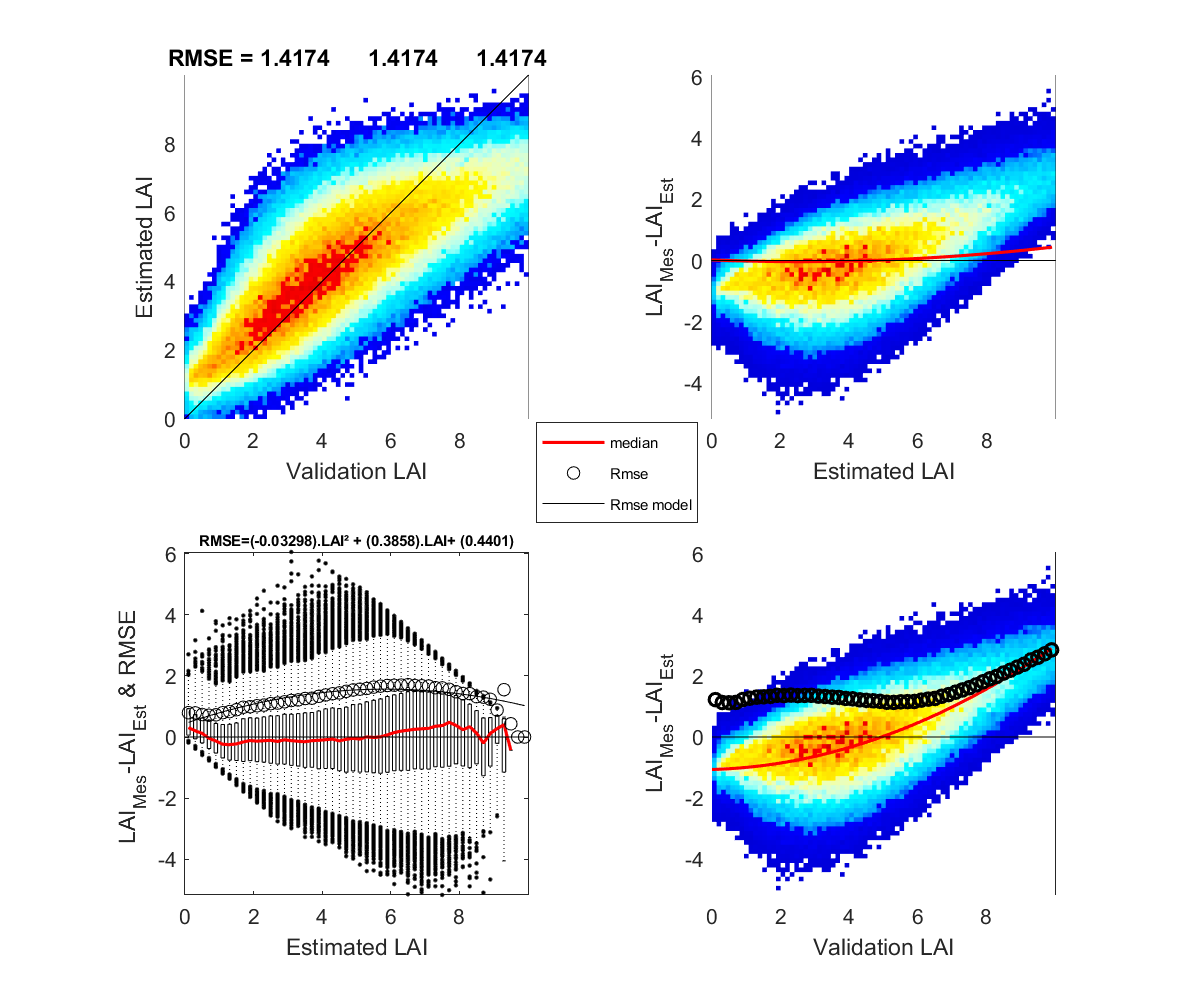 RMSE = 1.4174 1.4174 1.4174
Estimated LAI
8
6
4
2
0
0 2 4 6 8
Validation LAI
LAI_Mes-LAI_Est
6
4
2
0
-2
-4
0 2 4 6 8
Estimated LAI
median
Rmse
Rmse model
RMSE=(-0.03298).LAI² + (0.3858).LAI+ (0.4401)
LAI_Mes-LAI_Est & RMSE
6
4
2
0
-2
-4
0 2 4 6 8
Estimated LAI
LAI_Mes-LAI_Est
6
4
2
0
-2
-4
0 2 4 6 8
Validation LAI